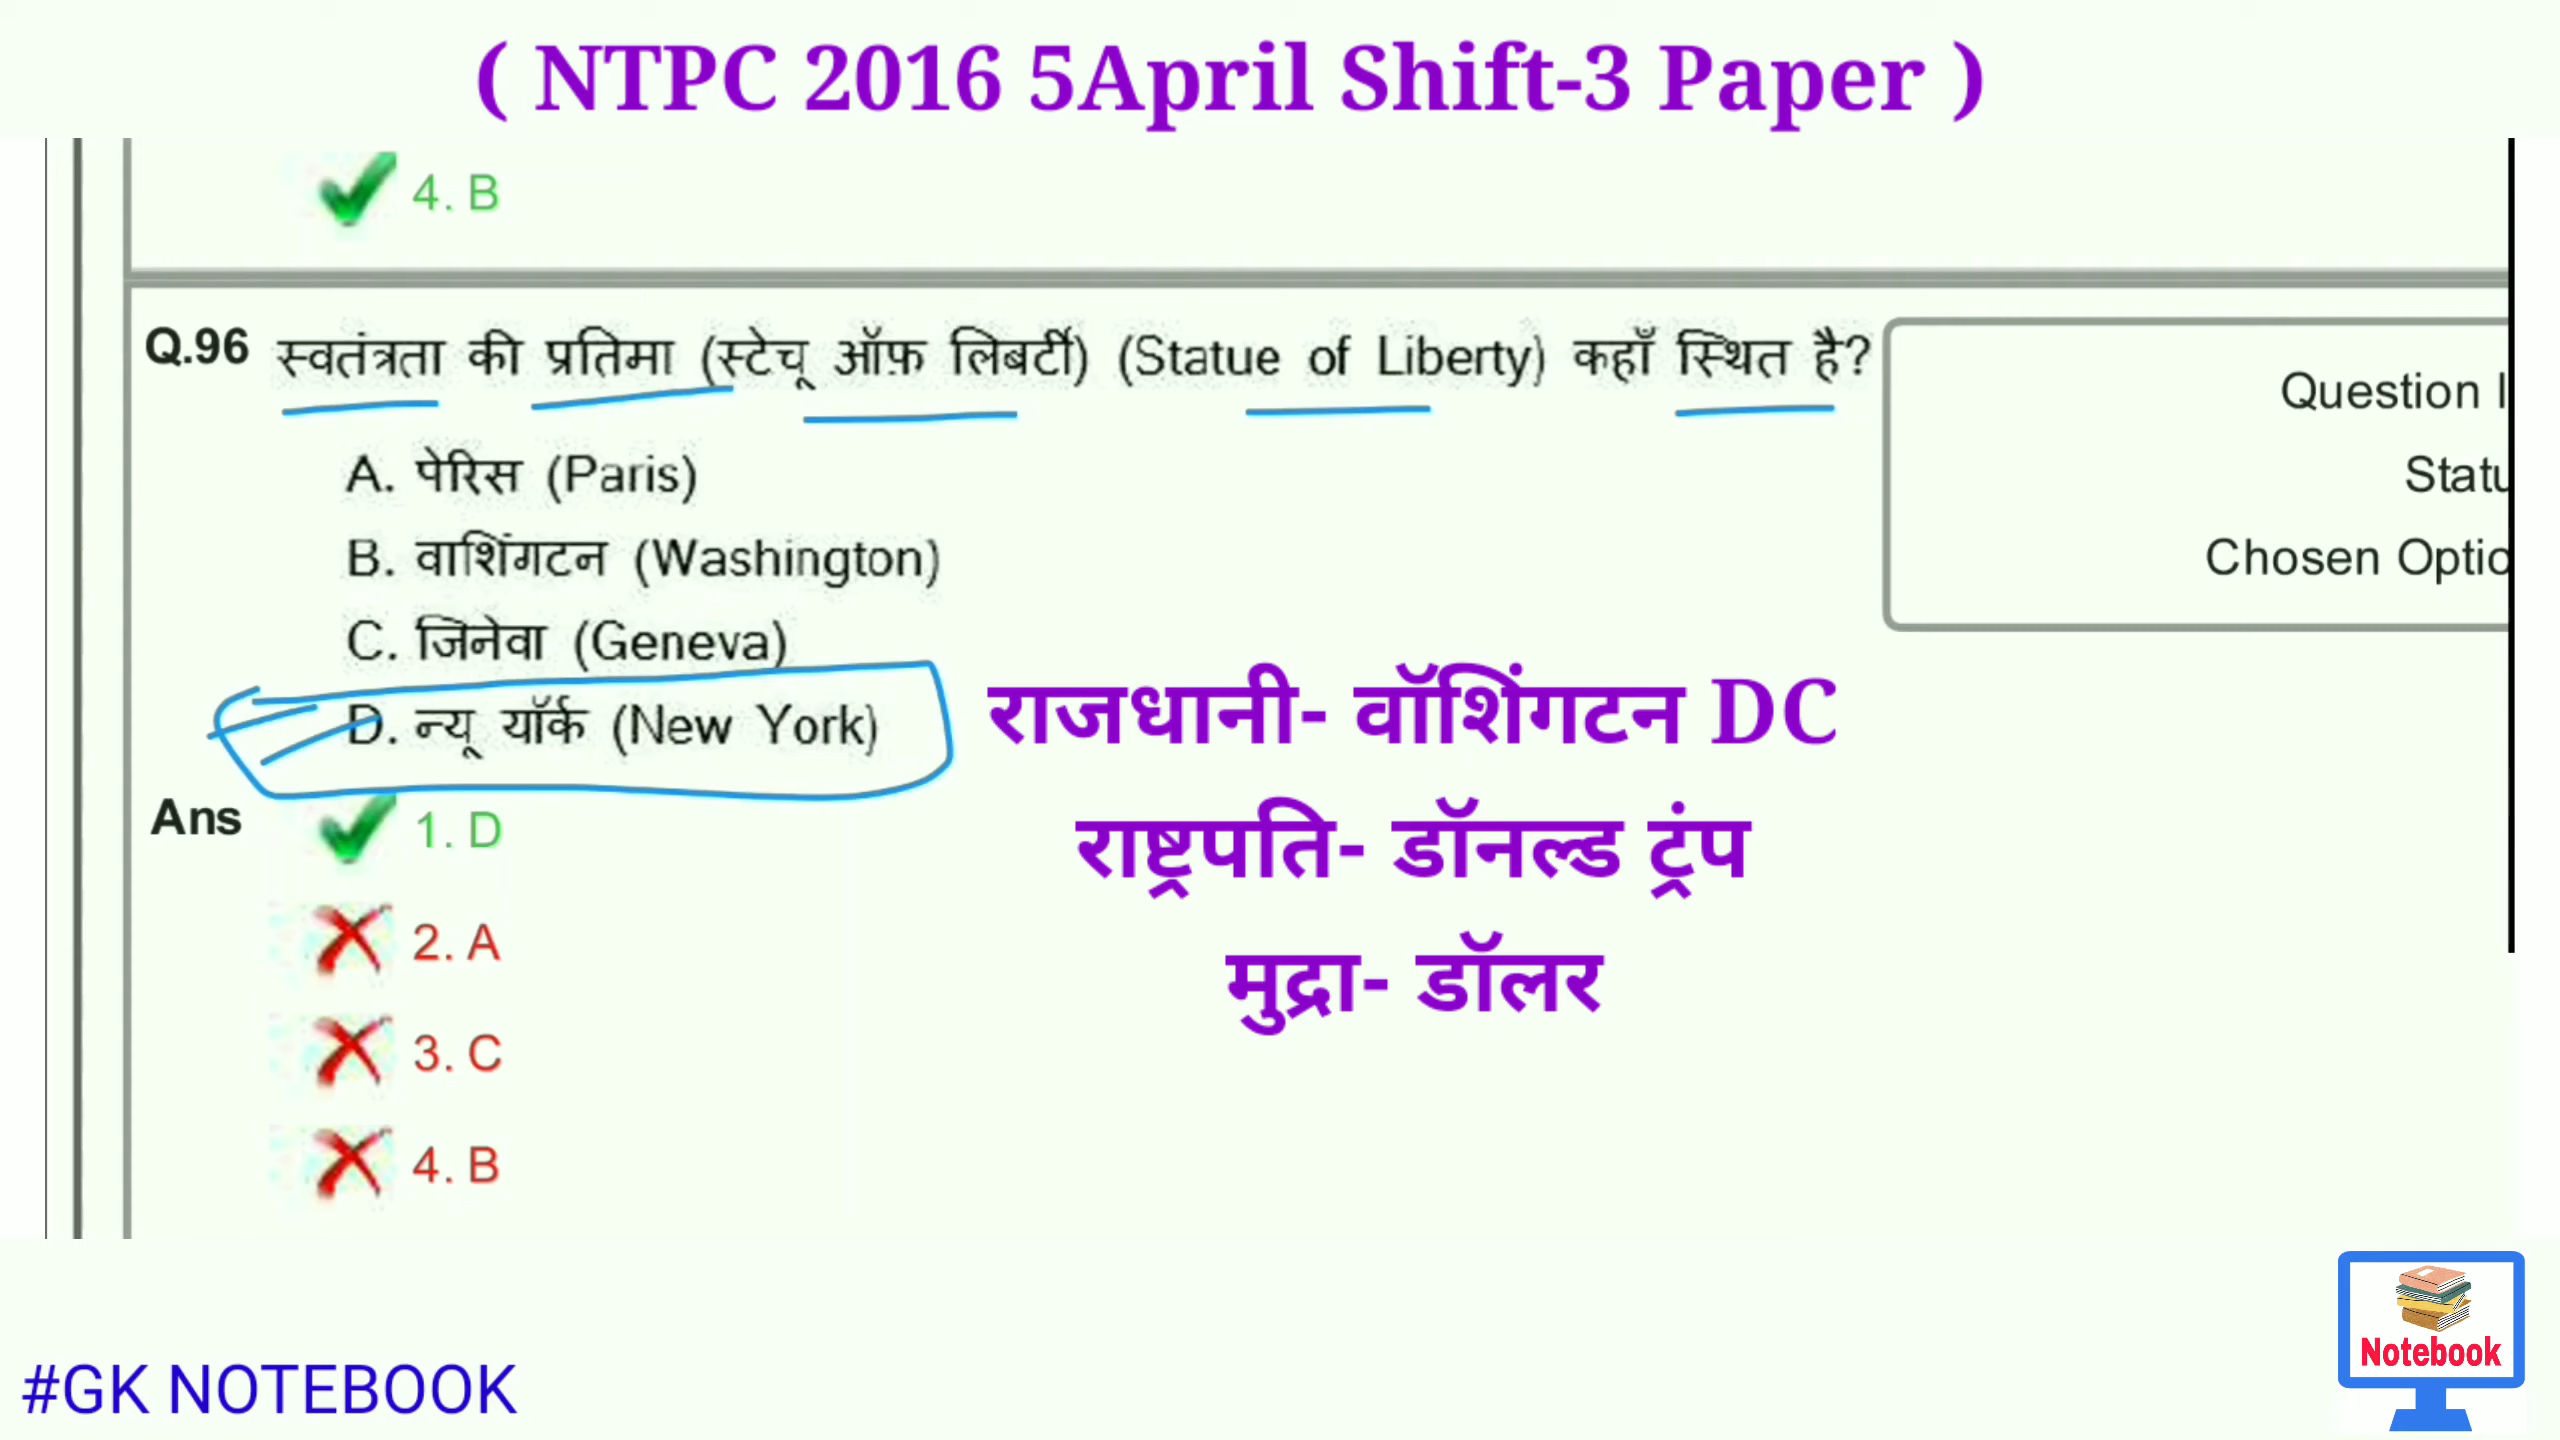 ( NTPC 2016 5April Shift-3 Paper )
4. B
Q.96 स्वतंत्रता की प्रतिमा (स्टेचू ऑफ़ लिबर्टी) (Statue of Liberty) कहाँ स्थित है?
A. पेरिस (Paris)
B. वाशिंगटन (Washington)
C. जिनेवा (Geneva)
D. न्यू यॉर्क (New York)
Question I
Statu
Chosen Optio
राजधानी- वॉशिंगटन DC
राष्ट्रपति- डॉनल्ड ट्रंप
मुद्रा- डॉलर
Ans 1. D
2. A
3. C
4. B
#GK NOTEBOOK
Notebook